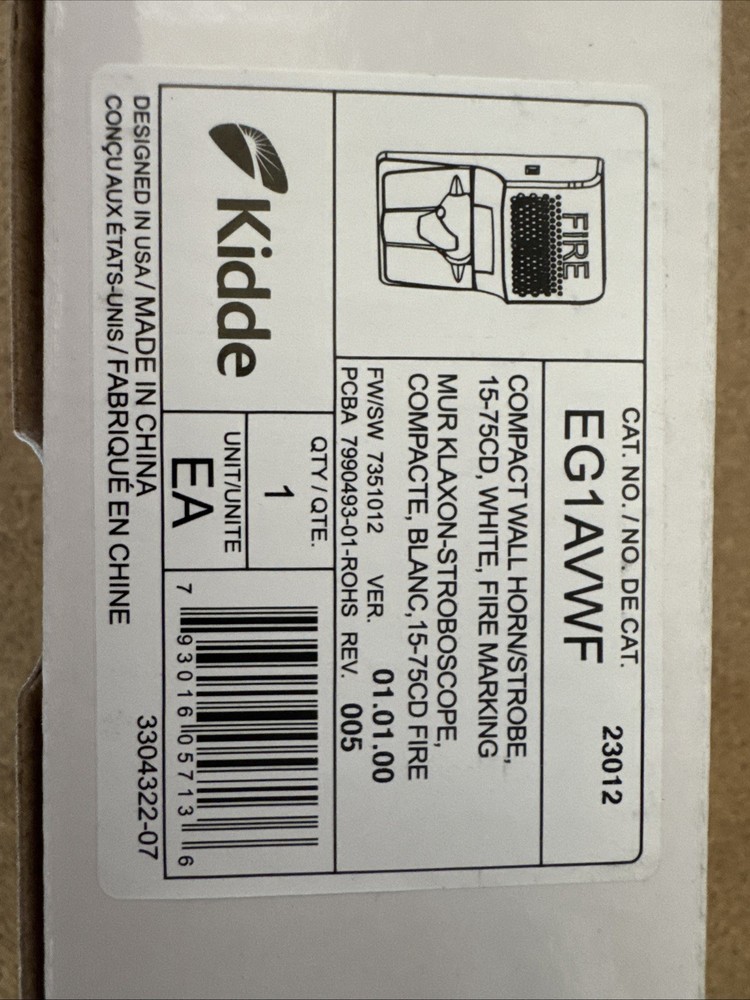 FIRE
CAT. NO. / NO. DE CAT.
EG1AVWF
23012
COMPACT WALL HORN/STROBE,
15-75CD, WHITE, FIRE MARKING
MUR KLAXON-STROBOSCOPE,
COMPACTE, BLANC, 15-75CD FIRE
FW/SW 7351012 VER. 01.01.00
PCBA 7990493-01-ROHS REV. 005
Kidde
QTY / QTE.
1
UNIT/UNITE
EA
7 93016 05713 6
DESIGNED IN USA / MADE IN CHINA
CONÇU AUX ÉTATS-UNIS / FABRIQUÉ EN CHINE
3304322-07